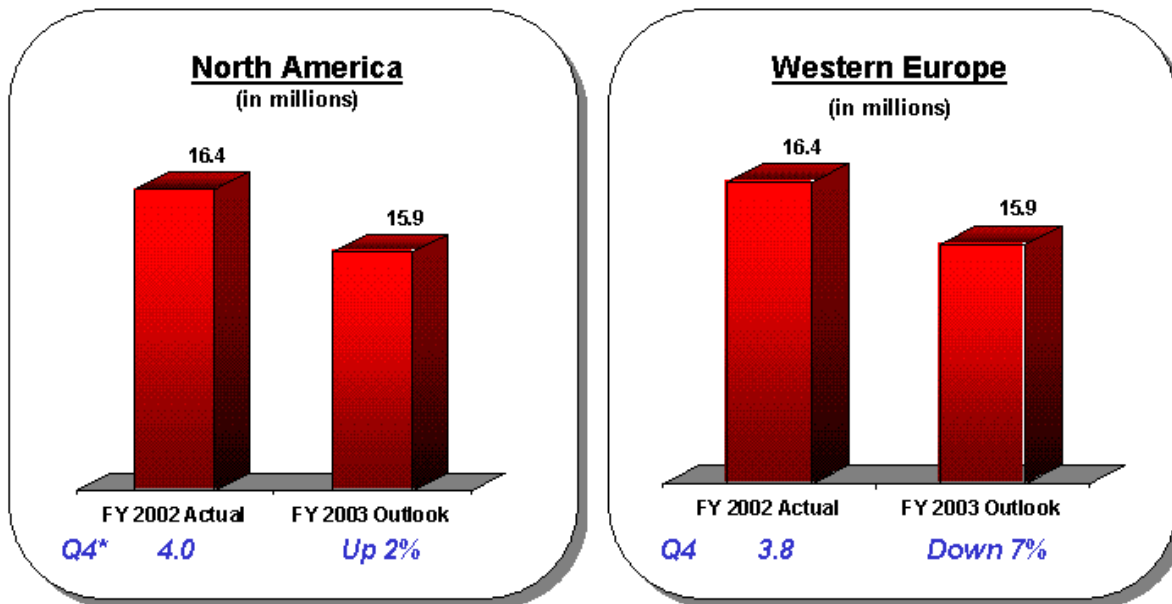 North America
(in millions)
16.4
15.9
FY 2002 Actual FY 2003 Outlook
Q4* 4.0 Up 2%
Western Europe
(in millions)
16.4
15.9
FY 2002 Actual FY 2003 Outlook
Q4 3.8 Down 7%